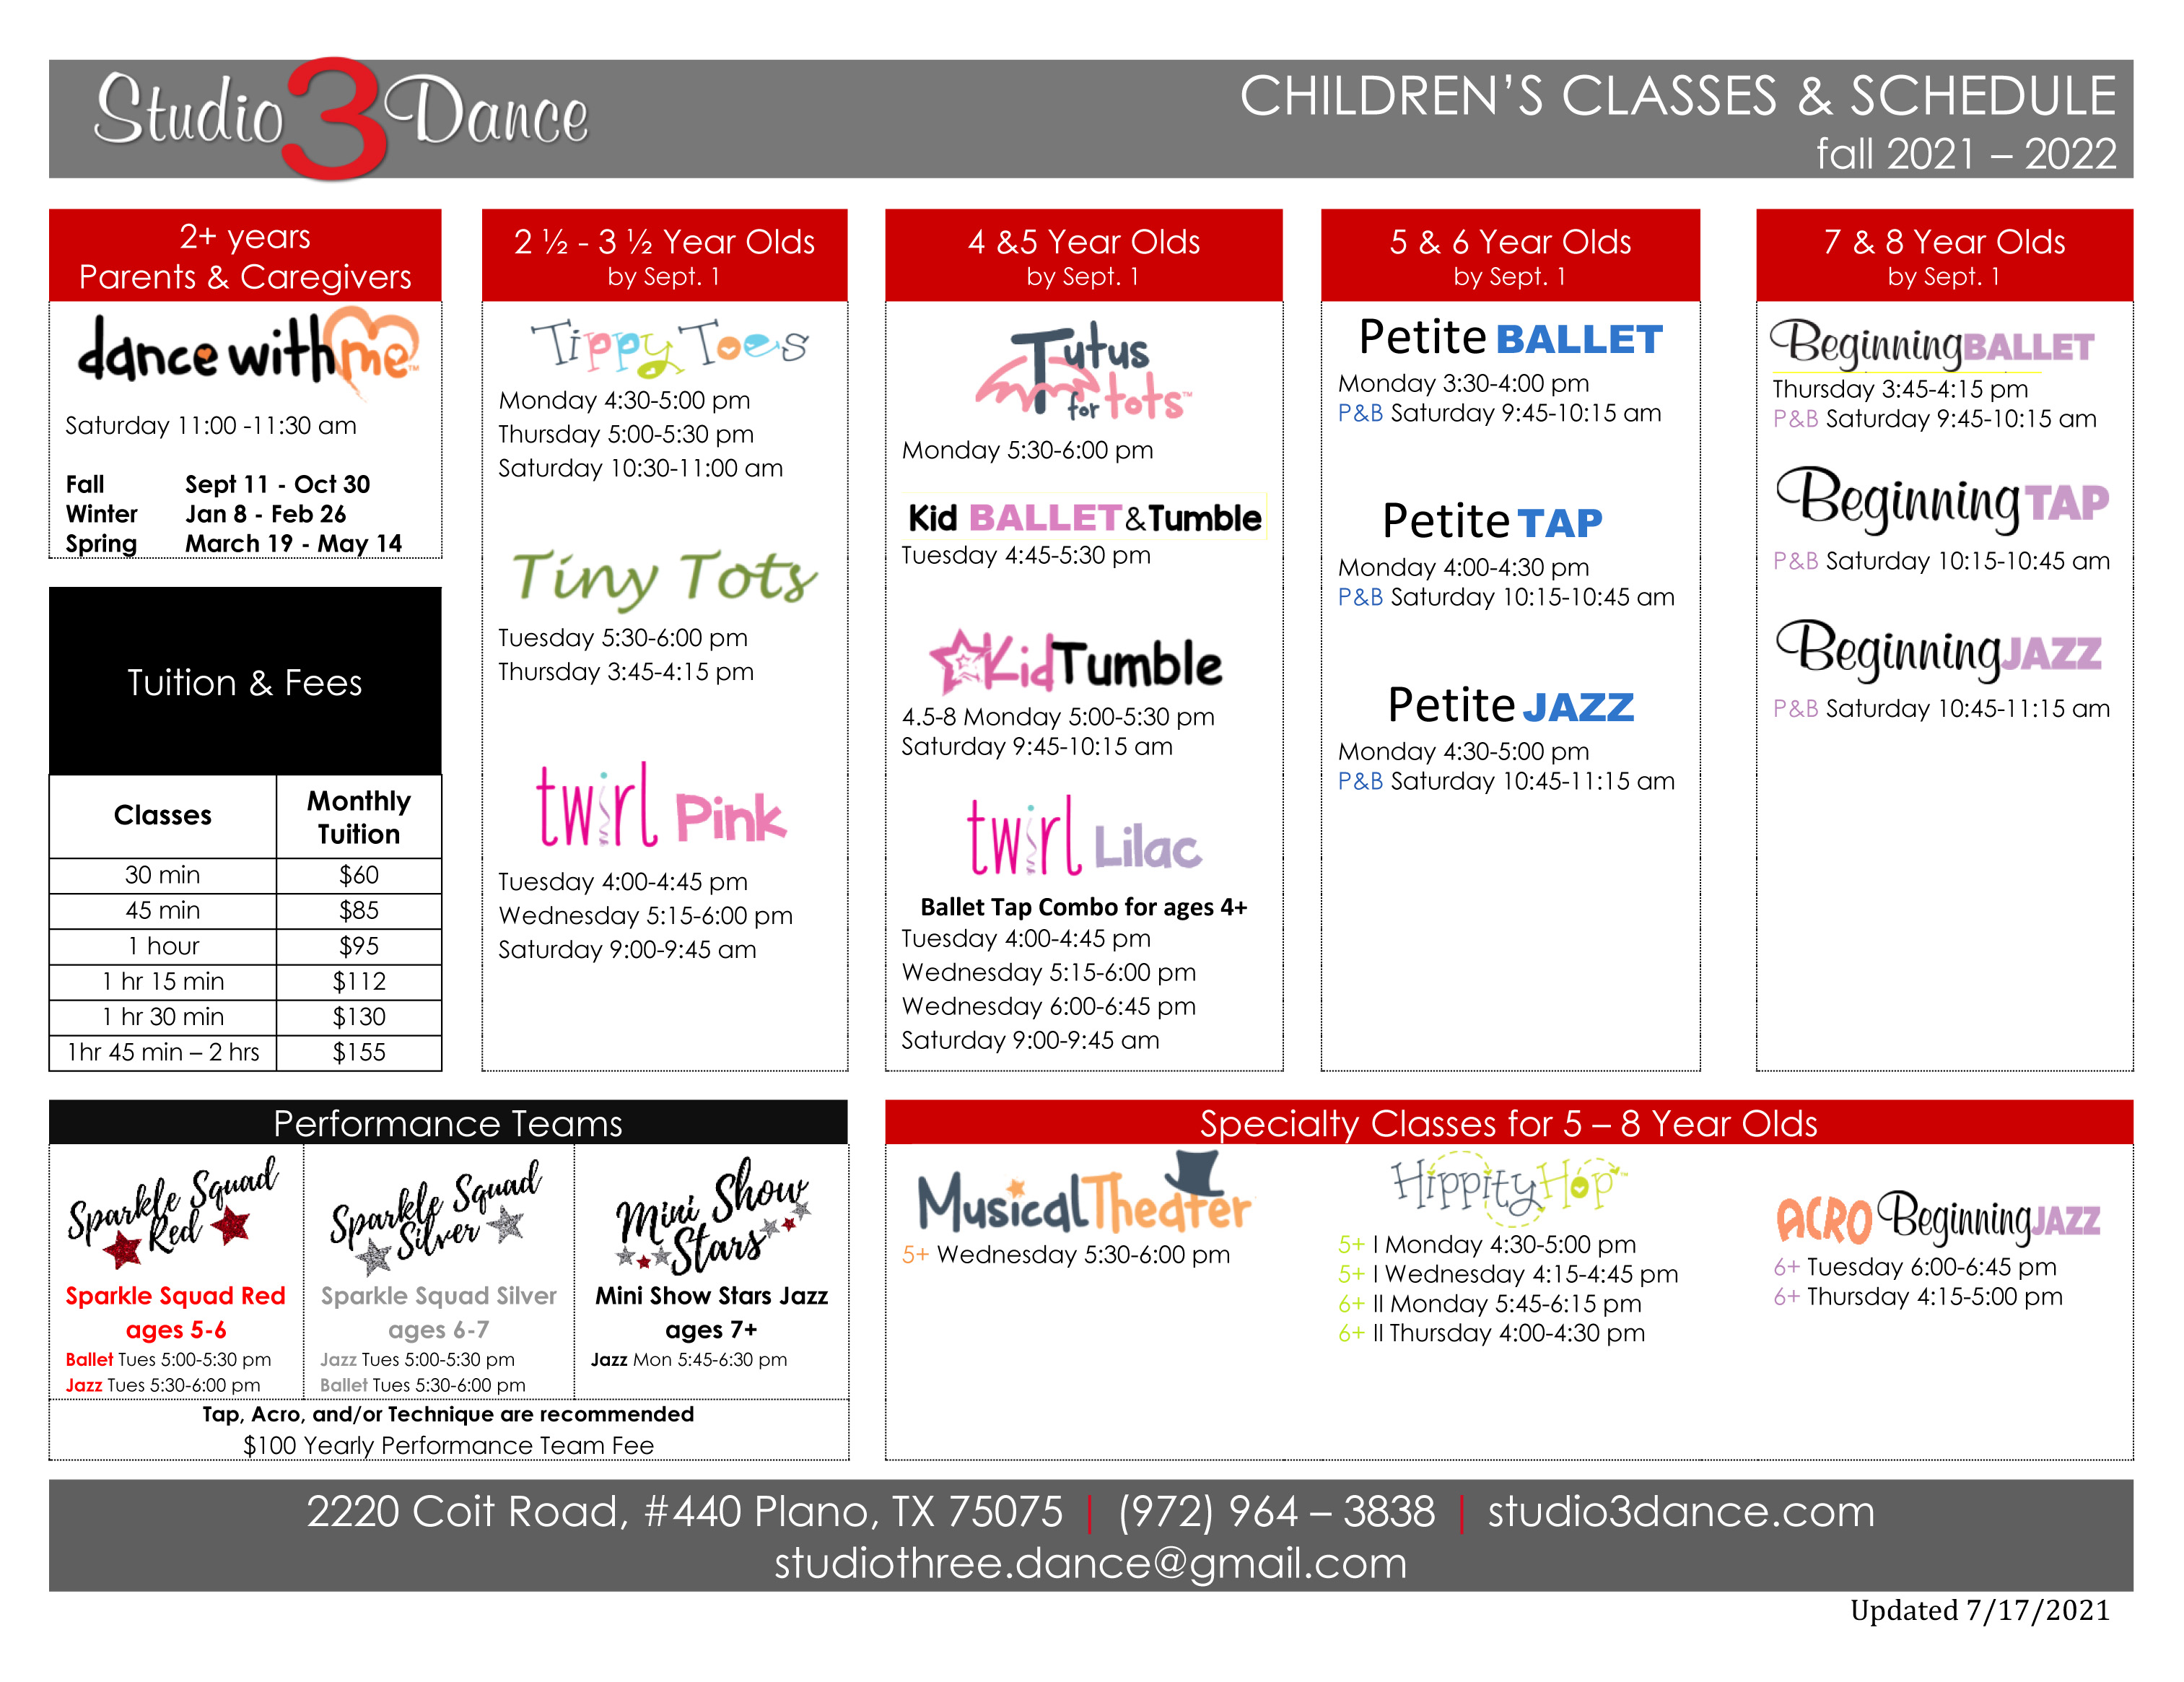 Studio 3 Dance
CHILDREN'S CLASSES & SCHEDULE
fall 2021 – 2022
2+ years
Parents & Caregivers
dance with me™
Saturday 11:00 -11:30 am
Fall Sept 11 - Oct 30
Winter Jan 8 - Feb 26
Spring March 19 - May 14
Tuition & Fees
Classes Monthly Tuition
30 min $60
45 min $85
1 hour $95
1 hr 15 min $112
1 hr 30 min $130
1hr 45 min – 2 hrs $155
2 ½ - 3 ½ Year Olds
by Sept. 1
Tippy Toes
Monday 4:30-5:00 pm
Thursday 5:00-5:30 pm
Saturday 10:30-11:00 am
Tiny Tots
Tuesday 5:30-6:00 pm
Thursday 3:45-4:15 pm
twirl Pink
Tuesday 4:00-4:45 pm
Wednesday 5:15-6:00 pm
Saturday 9:00-9:45 am
4 &5 Year Olds
by Sept. 1
Tutus
for tots™
Monday 5:30-6:00 pm
Kid BALLET&Tumble
Tuesday 4:45-5:30 pm
KidTumble
4.5-8 Monday 5:00-5:30 pm
Saturday 9:45-10:15 am
twirl Lilac
Ballet Tap Combo for ages 4+
Tuesday 4:00-4:45 pm
Wednesday 5:15-6:00 pm
Wednesday 6:00-6:45 pm
Saturday 9:00-9:45 am
5 & 6 Year Olds
by Sept. 1
Petite BALLET
Monday 3:30-4:00 pm
P&B Saturday 9:45-10:15 am
Petite TAP
Monday 4:00-4:30 pm
P&B Saturday 10:15-10:45 am
Petite JAZZ
Monday 4:30-5:00 pm
P&B Saturday 10:45-11:15 am
7 & 8 Year Olds
by Sept. 1
Beginning BALLET
Thursday 3:45-4:15 pm
P&B Saturday 9:45-10:15 am
Beginning TAP
P&B Saturday 10:15-10:45 am
Beginning JAZZ
P&B Saturday 10:45-11:15 am
Performance Teams
Sparkle Squad
Red
Sparkle Squad Red
ages 5-6
Ballet Tues 5:00-5:30 pm
Jazz Tues 5:30-6:00 pm
Sparkle Squad
Silver
Sparkle Squad Silver
ages 6-7
Jazz Tues 5:00-5:30 pm
Ballet Tues 5:30-6:00 pm
Mini Show
Stars
Mini Show Stars Jazz
ages 7+
Jazz Mon 5:45-6:30 pm
Tap, Acro, and/or Technique are recommended
$100 Yearly Performance Team Fee
Specialty Classes for 5 – 8 Year Olds
Musical Theater
5+ Wednesday 5:30-6:00 pm
Hippity Hop™
5+ I Monday 4:30-5:00 pm
5+ I Wednesday 4:15-4:45 pm
6+ II Monday 5:45-6:15 pm
6+ II Thursday 4:00-4:30 pm
ACRO Beginning JAZZ
6+ Tuesday 6:00-6:45 pm
6+ Thursday 4:15-5:00 pm
2220 Coit Road, #440 Plano, TX 75075 | (972) 964 – 3838 | studio3dance.com
studiothree.dance@gmail.com
Updated 7/17/2021